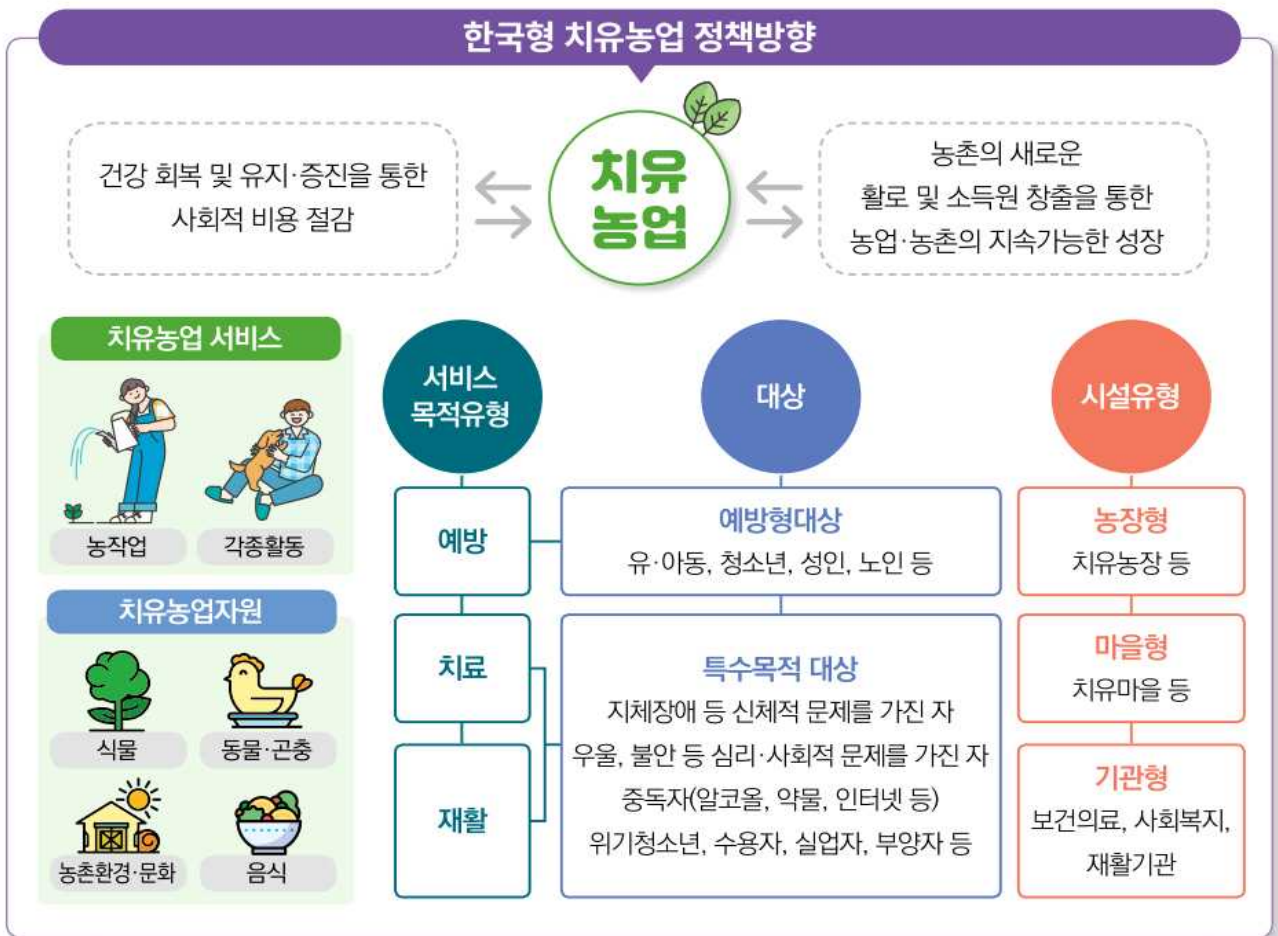 한국형 치유농업 정책방향
건강 회복 및 유지·증진을 통한
사회적 비용 절감
치유
농업
농촌의 새로운
활로 및 소득원 창출을 통한
농업·농촌의 지속가능한 성장
치유농업 서비스
농작업
각종활동
치유농업자원
식물
동물·곤충
농촌환경·문화
음식
서비스
목적유형
예방
치료
재활
대상
예방형대상
유·아동, 청소년, 성인, 노인 등
특수목적 대상
지체장애 등 신체적 문제를 가진 자
우울, 불안 등 심리·사회적 문제를 가진 자
중독자(알코올, 약물, 인터넷 등)
위기청소년, 수용자, 실업자, 부양자 등
시설유형
농장형
치유농장 등
마을형
치유마을 등
기관형
보건의료, 사회복지,
재활기관